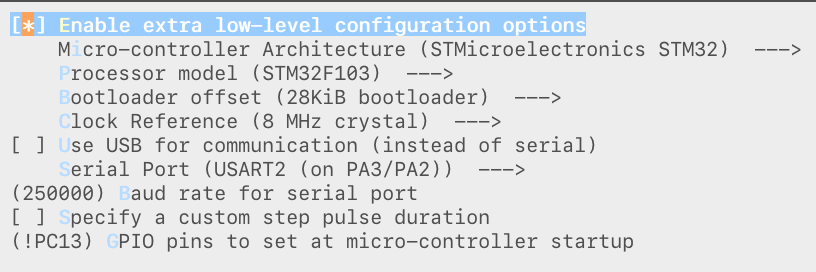 [*] Enable extra low-level configuration options
    Micro-controller Architecture (STMicroelectronics STM32)  --->
    Processor model (STM32F103)  --->
    Bootloader offset (28KiB bootloader)  --->
    Clock Reference (8 MHz crystal)  --->
[ ] Use USB for communication (instead of serial)
    Serial Port (USART2 (on PA3/PA2))  --->
(250000) Baud rate for serial port
[ ] Specify a custom step pulse duration
(!PC13) GPIO pins to set at micro-controller startup